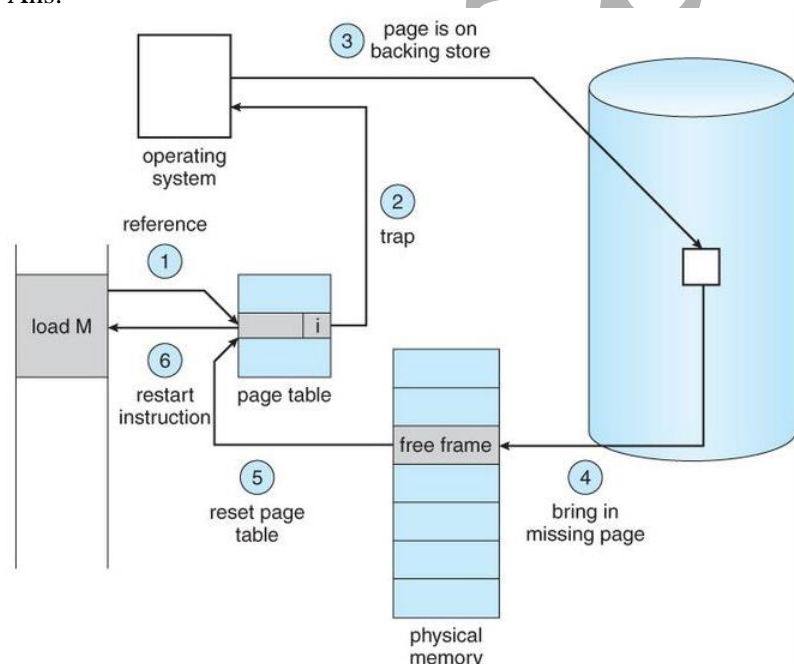 Ans:
3
page is on
backing store
operating
system
2
trap
reference
1
load M
i
6
restart
instruction
page table
free frame
5
reset page
table
4
bring in
missing page
physical
memory